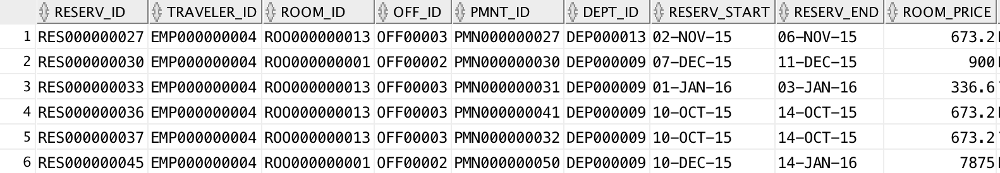 RESERV_ID TRAVELER_ID ROOM_ID OFF_ID PMNT_ID DEPT_ID RESERV_START RESERV_END ROOM_PRICE
1 RES000000027 EMP000000004 ROO000000013 OFF00003 PMN000000027 DEP000013 02-NOV-15 06-NOV-15 673.2
2 RES000000030 EMP000000004 ROO000000001 OFF00002 PMN000000030 DEP000009 07-DEC-15 11-DEC-15 900
3 RES000000033 EMP000000004 ROO000000013 OFF00003 PMN000000031 DEP000009 01-JAN-16 03-JAN-16 336.6
4 RES000000036 EMP000000004 ROO000000013 OFF00003 PMN000000041 DEP000009 10-OCT-15 14-OCT-15 673.2
5 RES000000037 EMP000000004 ROO000000013 OFF00003 PMN000000032 DEP000009 10-OCT-15 14-OCT-15 673.2
6 RES000000045 EMP000000004 ROO000000001 OFF00002 PMN000000050 DEP000009 10-DEC-15 14-JAN-16 7875